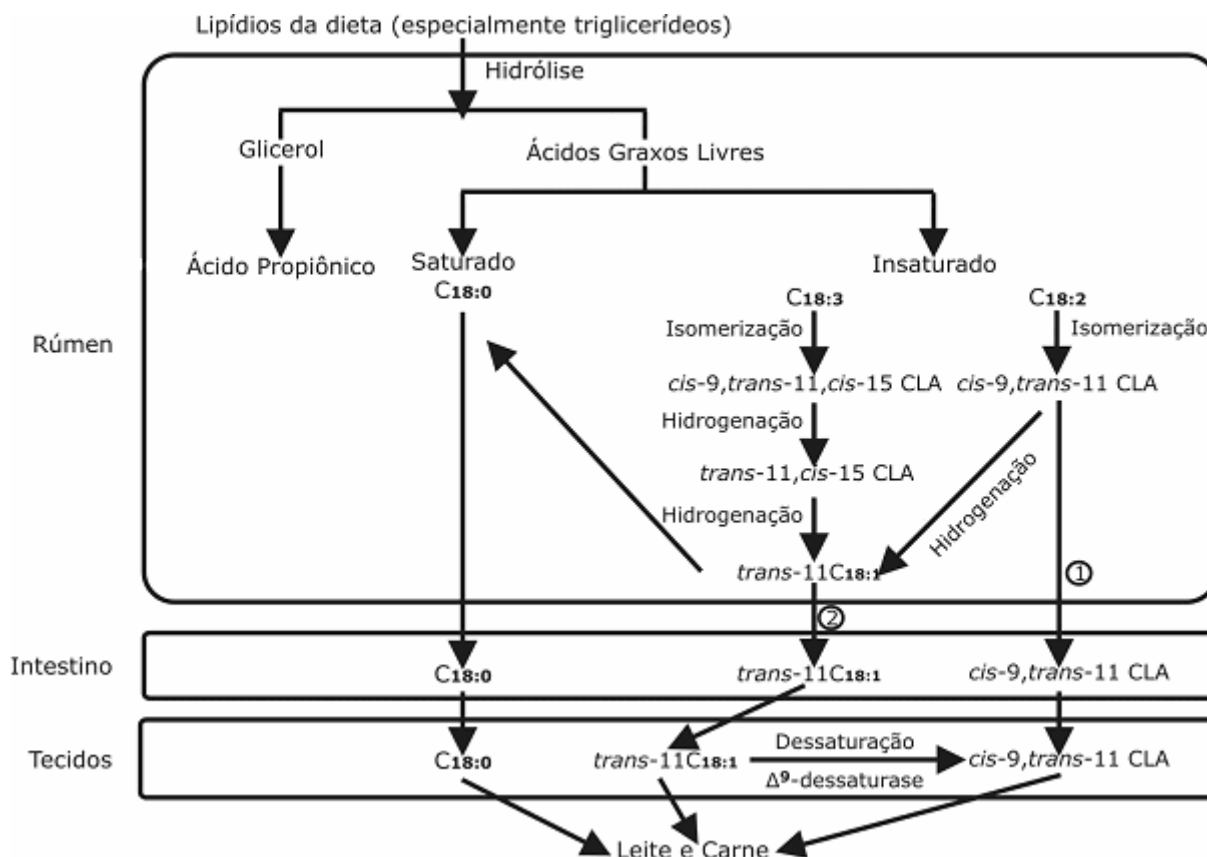 Lipídios da dieta (especialmente triglicerídeos)
Hidrólise
Glicerol
Ácidos Graxos Livres
Ácido Propiônico
Saturado
C18:0
Insaturado
C18:3
C18:2
Isomerização
Isomerização
Rúmen
cis-9,trans-11,cis-15 CLA
cis-9,trans-11 CLA
Hidrogenação
trans-11,cis-15 CLA
Hidrogenação
Hidrogenação
trans-11C18:1
①
②
Intestino
C18:0
trans-11C18:1
cis-9,trans-11 CLA
Tecidos
C18:0
trans-11C18:1
Dessaturação
Δ9-dessaturase
cis-9,trans-11 CLA
Leite e Carne